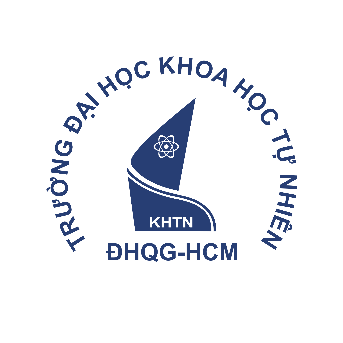 TRƯỜNG ĐẠI HỌC KHOA HỌC TỰ NHIÊN
KHTN
ĐHQG-HCM